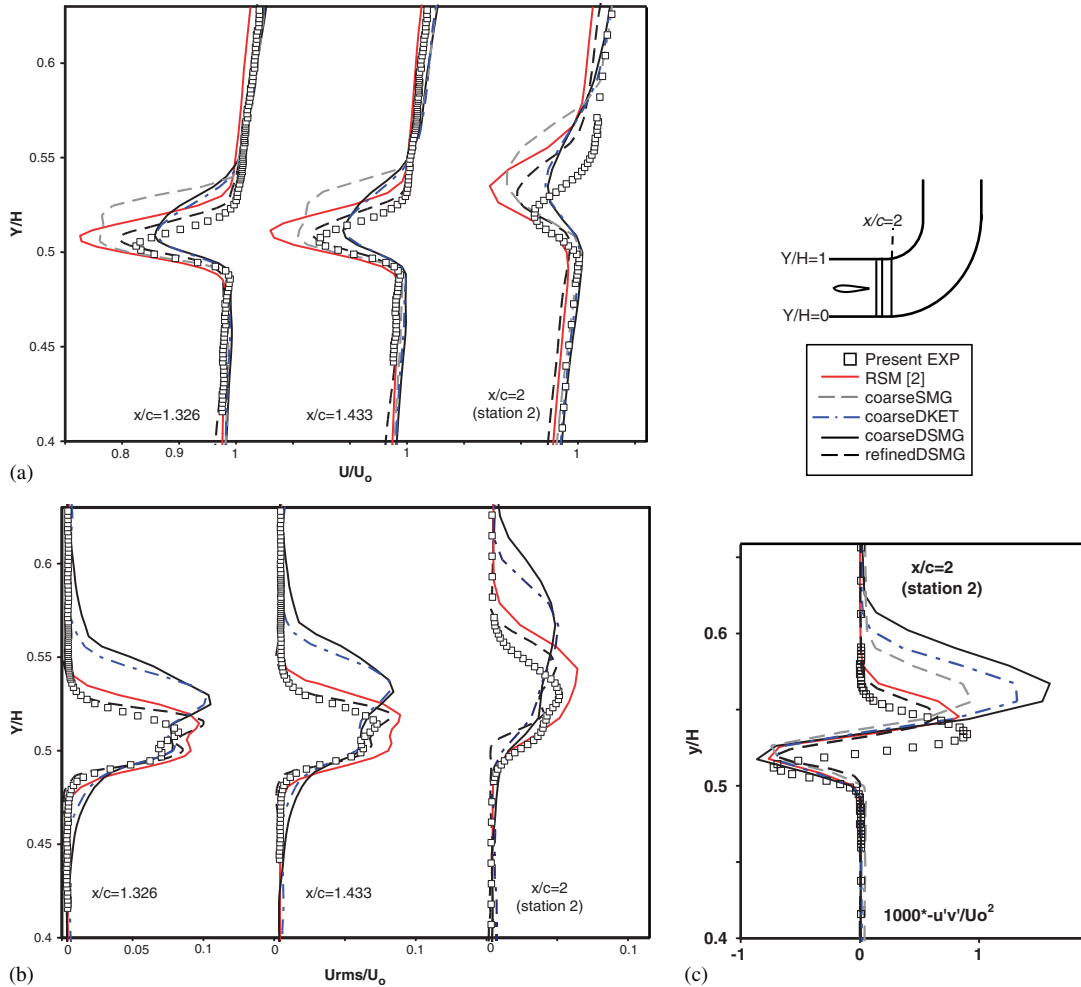 0.6
0.55
0.5
0.45
0.4
Y/H
x/c=1.326
x/c=1.433
x/c=2
(station 2)
0.8
0.9
1
1
1
U/Uo
(a)
x/c=2
Y/H=1
Y/H=0
Present EXP
RSM [2]
coarseSMG
coarseDKET
coarseDSMG
refinedDSMG
0.6
0.55
0.5
0.45
0.4
Y/H
x/c=1.326
x/c=1.433
x/c=2
(station 2)
0
0.05
0.1
0
0.05
0.1
0
0.1
Urms/Uo
(b)
x/c=2
(station 2)
0.6
0.5
0.4
y/H
1000*-u'v'/Uo²
-1
0
1
(c)